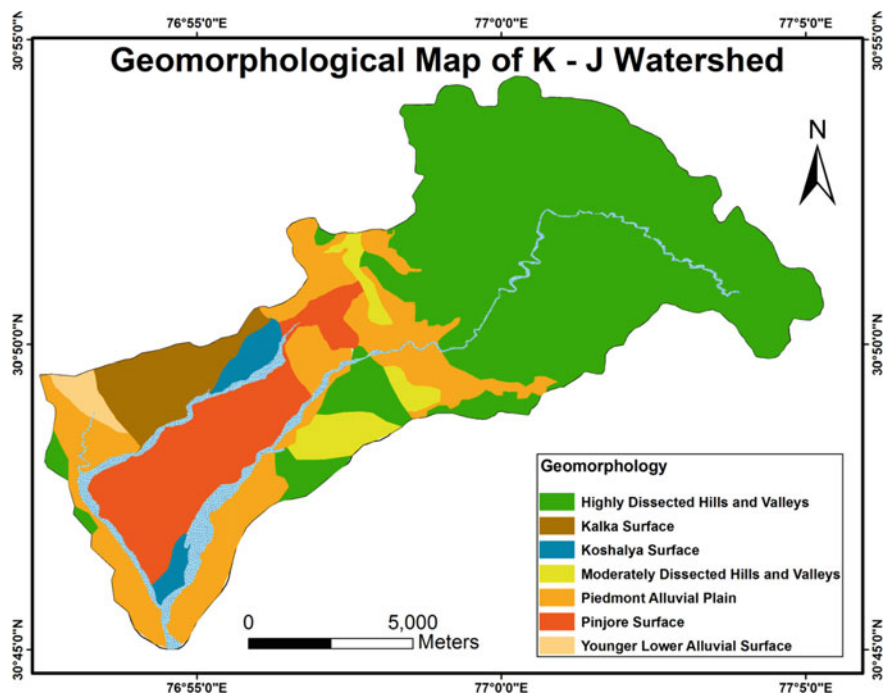 76°55'0"E 77°0'0"E 77°5'0"E
30°55'0"N 30°55'0"N
Geomorphological Map of K - J Watershed
N
30°50'0"N 30°50'0"N
Geomorphology
Highly Dissected Hills and Valleys
Kalka Surface
Koshalya Surface
Moderately Dissected Hills and Valleys
Piedmont Alluvial Plain
Pinjore Surface
Younger Lower Alluvial Surface
0 5,000
Meters
30°45'0"N 30°45'0"N
76°55'0"E 77°0'0"E 77°5'0"E